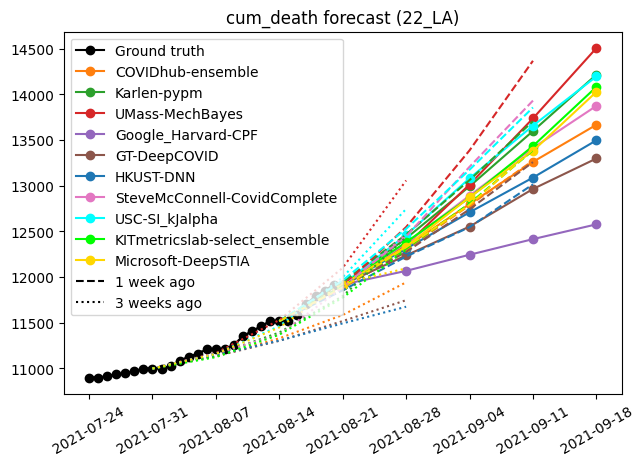 cum_death forecast (22_LA)
14500
14000
13500
13000
12500
12000
11500
11000
Ground truth
COVIDhub-ensemble
Karlen-pypm
UMass-MechBayes
Google_Harvard-CPF
GT-DeepCOVID
HKUST-DNN
SteveMcConnell-CovidComplete
USC-SI_kJalpha
KITmetricslab-select_ensemble
Microsoft-DeepSTIA
1 week ago
3 weeks ago
2021-07-24
2021-07-31
2021-08-07
2021-08-14
2021-08-21
2021-08-28
2021-09-04
2021-09-11
2021-09-18